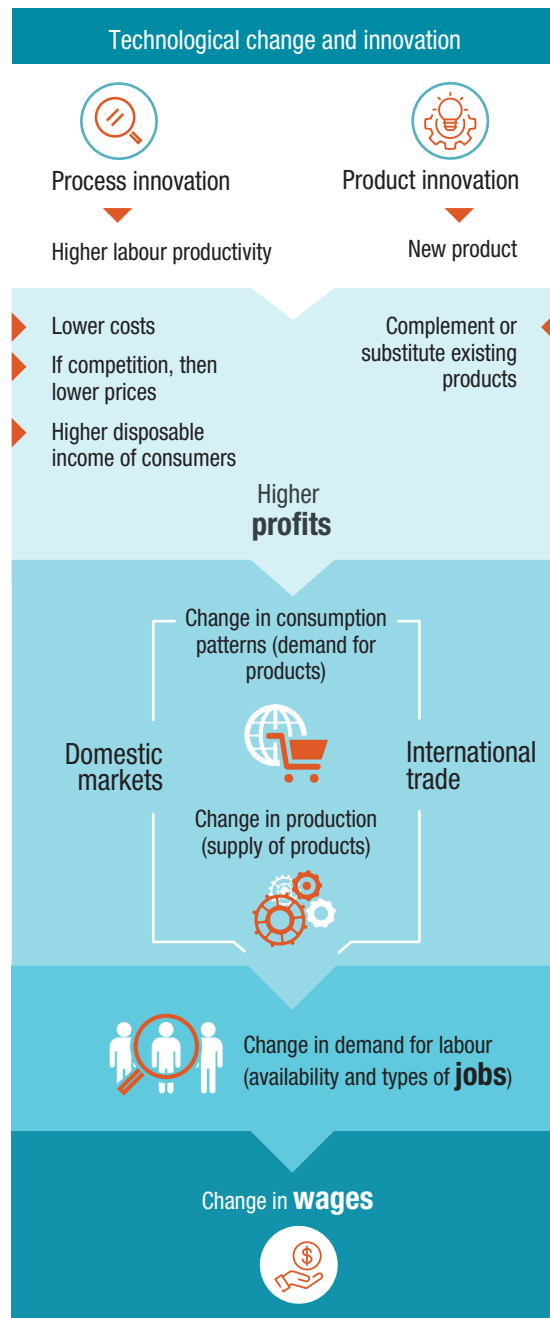 Technological change and innovation
Process innovation
Higher labour productivity
Product innovation
New product
Lower costs
If competition, then
lower prices
Higher disposable
income of consumers
Complement or
substitute existing
products
Higher
profits
Change in consumption
patterns (demand for
products)
Domestic
markets
International
trade
Change in production
(supply of products)
Change in demand for labour
(availability and types of jobs)
Change in wages
$